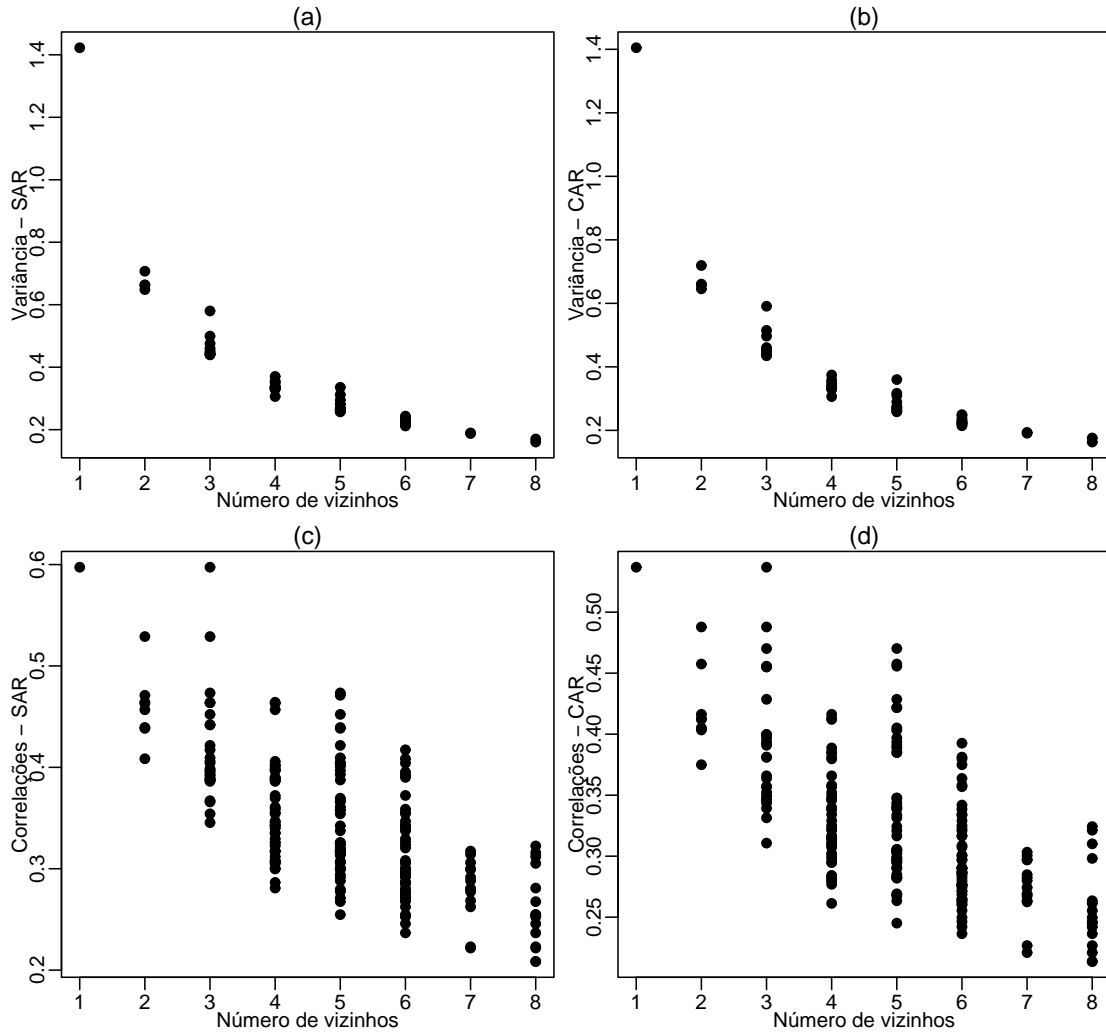 (a)
Variância – SAR
1.4
1.2
1.0
0.8
0.6
0.4
0.2
1 2 3 4 5 6 7 8
Número de vizinhos
(b)
Variância – CAR
1.4
1.2
1.0
0.8
0.6
0.4
0.2
1 2 3 4 5 6 7 8
Número de vizinhos
(c)
Correlações – SAR
0.6
0.5
0.4
0.3
0.2
1 2 3 4 5 6 7 8
Número de vizinhos
(d)
Correlações – CAR
0.50
0.45
0.40
0.35
0.30
0.25
1 2 3 4 5 6 7 8
Número de vizinhos